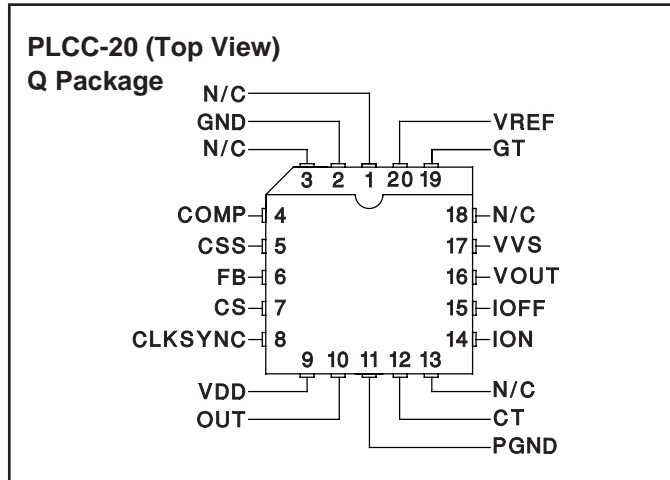 PLCC-20 (Top View)
Q Package
N/C
GND
N/C
VREF
GT
3 2 1 20 19
COMP 4
CSS 5
FB 6
CS 7
CLKSYNC 8
18 N/C
17 VVS
16 VOUT
15 IOFF
14 ION
9 10 11 12 13
VDD
OUT
N/C
CT
PGND